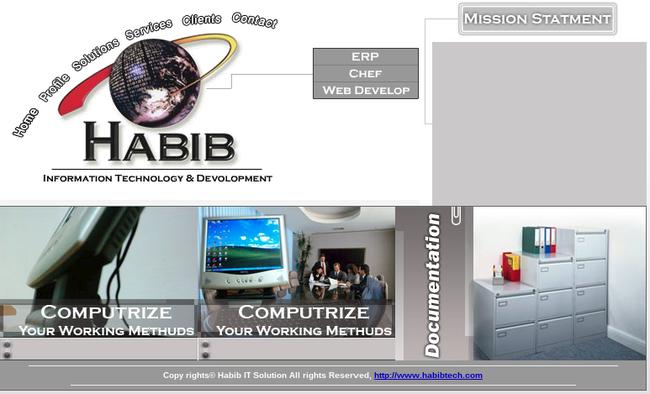 Home Profile Solutions Services Clients Contact
Mission Statment
ERP
Chef
Web Develop
Habib
Information Technology & Devolopment
Computrize
Your Working Methuds
Computrize
Your Working Methuds
Documentation
Copy rights© Habib IT Solution All rights Reserved, http://www.habibtech.com